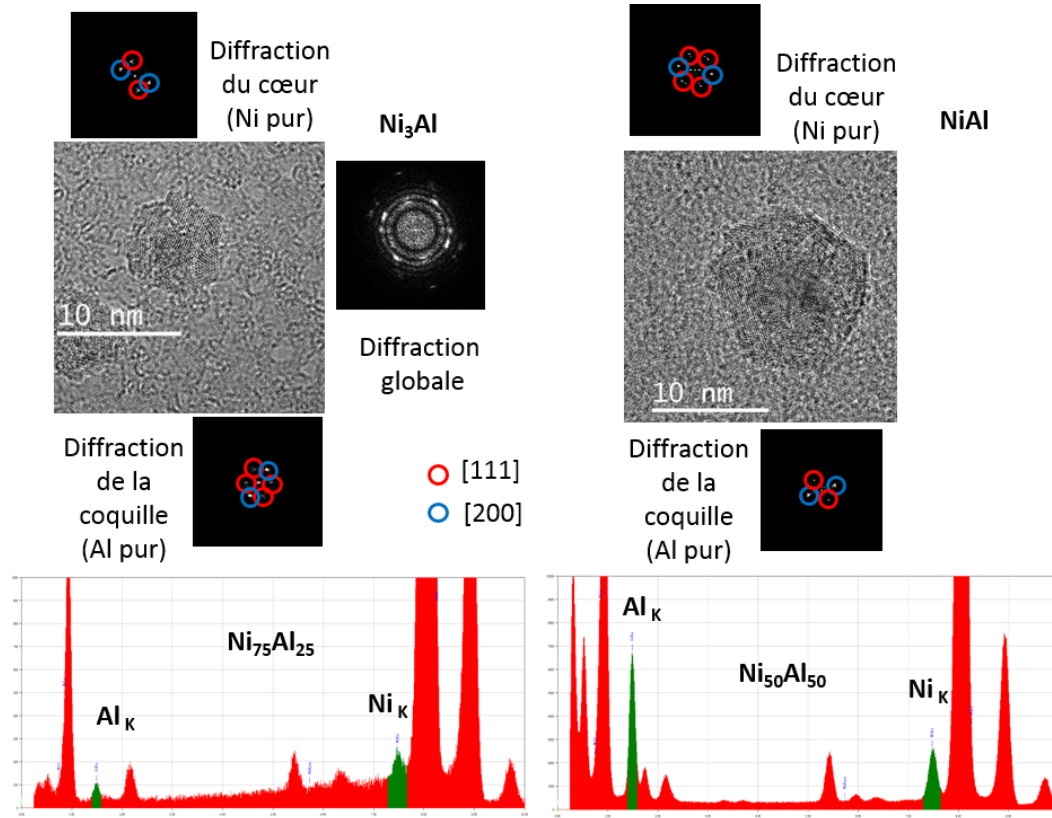 Diffraction
du cœur
(Ni pur)
Ni₃Al
Diffraction
du cœur
(Ni pur)
NiAl
10 nm
Diffraction
globale
10 nm
Diffraction
de la
coquille
(Al pur)
[111]
[200]
Diffraction
de la
coquille
(Al pur)
Ni₇₅Al₂₅
Al K
Ni K
Al K
Ni₅₀Al₅₀
Ni K